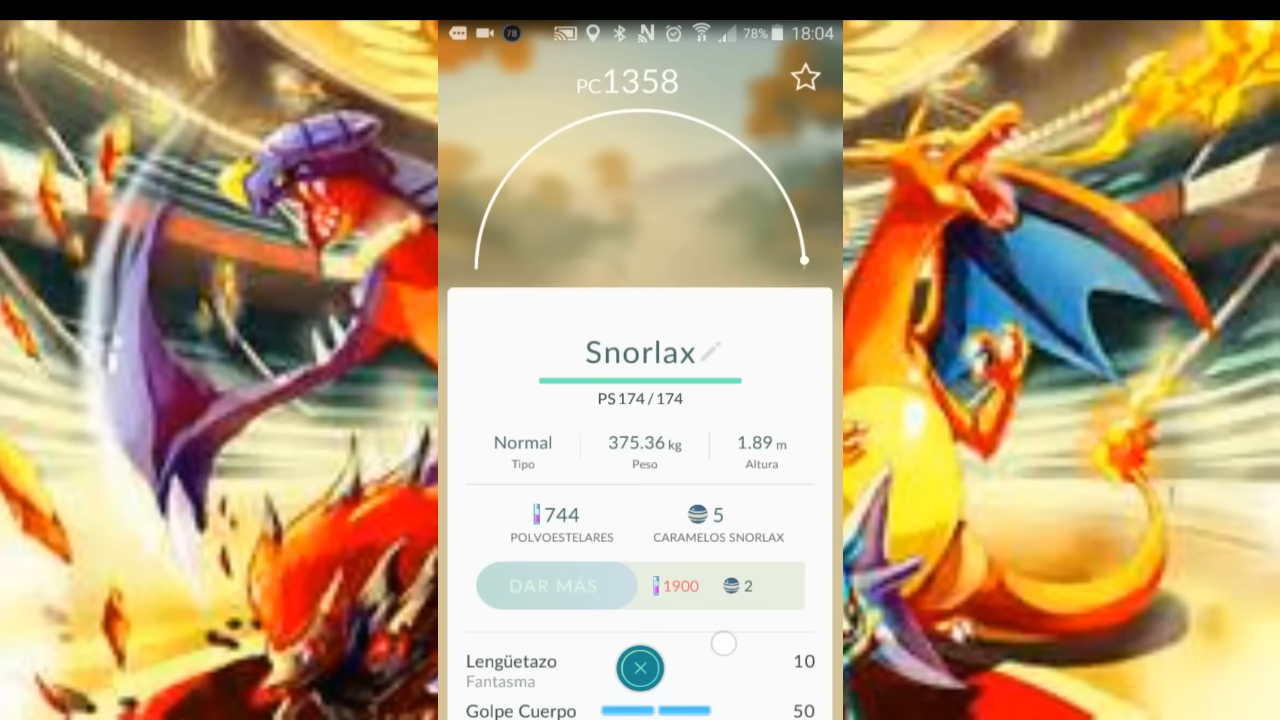 78 78% 18:04
PC1358
Snorlax
PS 174 / 174
Normal 375.36 kg 1.89 m
Tipo Peso Altura
744 5
POLVOESTELARES CARAMELOS SNORLAX
DAR MÁS 1900 2
Lengüetazo 10
Fantasma
Golpe Cuerpo 50